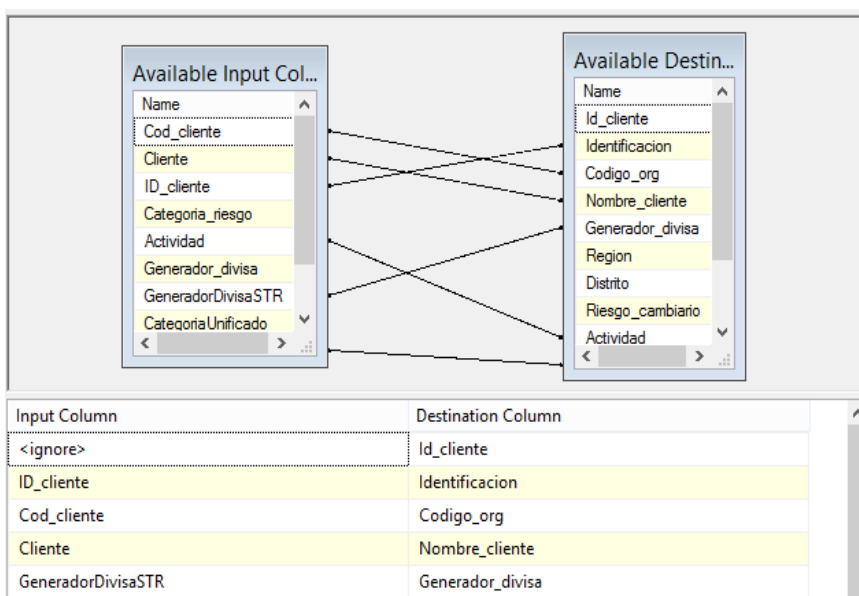 Available Input Col...
Name
Cod_cliente
Cliente
ID_cliente
Categoria_riesgo
Actividad
Generador_divisa
GeneradorDivisaSTR
CategoriaUnificado
Available Destin...
Name
Id_cliente
Identificacion
Codigo_org
Nombre_cliente
Generador_divisa
Region
Distrito
Riesgo_cambiario
Actividad
Input Column Destination Column
<ignore> Id_cliente
ID_cliente Identificacion
Cod_cliente Codigo_org
Cliente Nombre_cliente
GeneradorDivisaSTR Generador_divisa